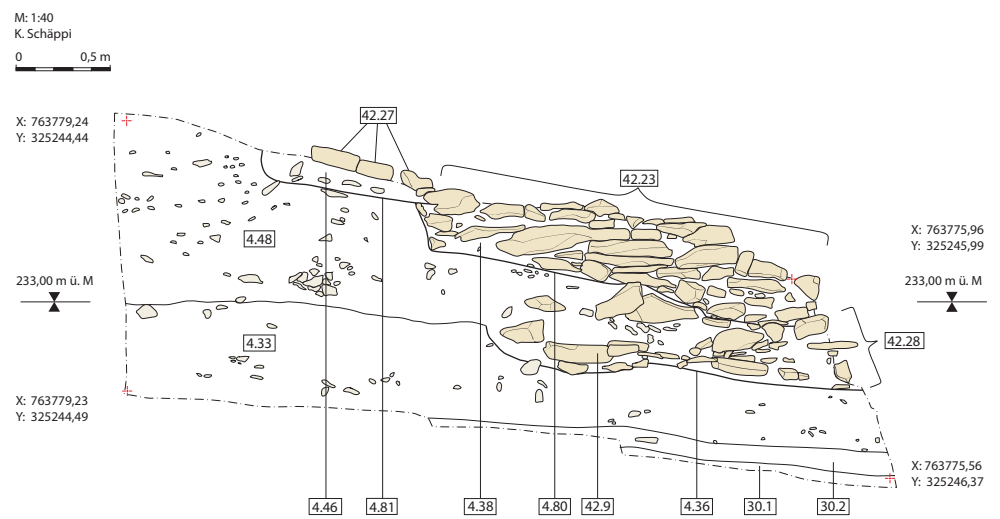 M: 1:40
K. Schäppi
0 0,5 m
42.27
X: 763779,24
Y: 325244,44
42.23
X: 763775,96
Y: 325245,99
4.48
233,00 m ü. M
233,00 m ü. M
4.33
42.28
X: 763779,23
Y: 325244,49
X: 763775,56
Y: 325246,37
4.46 4.81 4.38 4.80 42.9 4.36 30.1 30.2